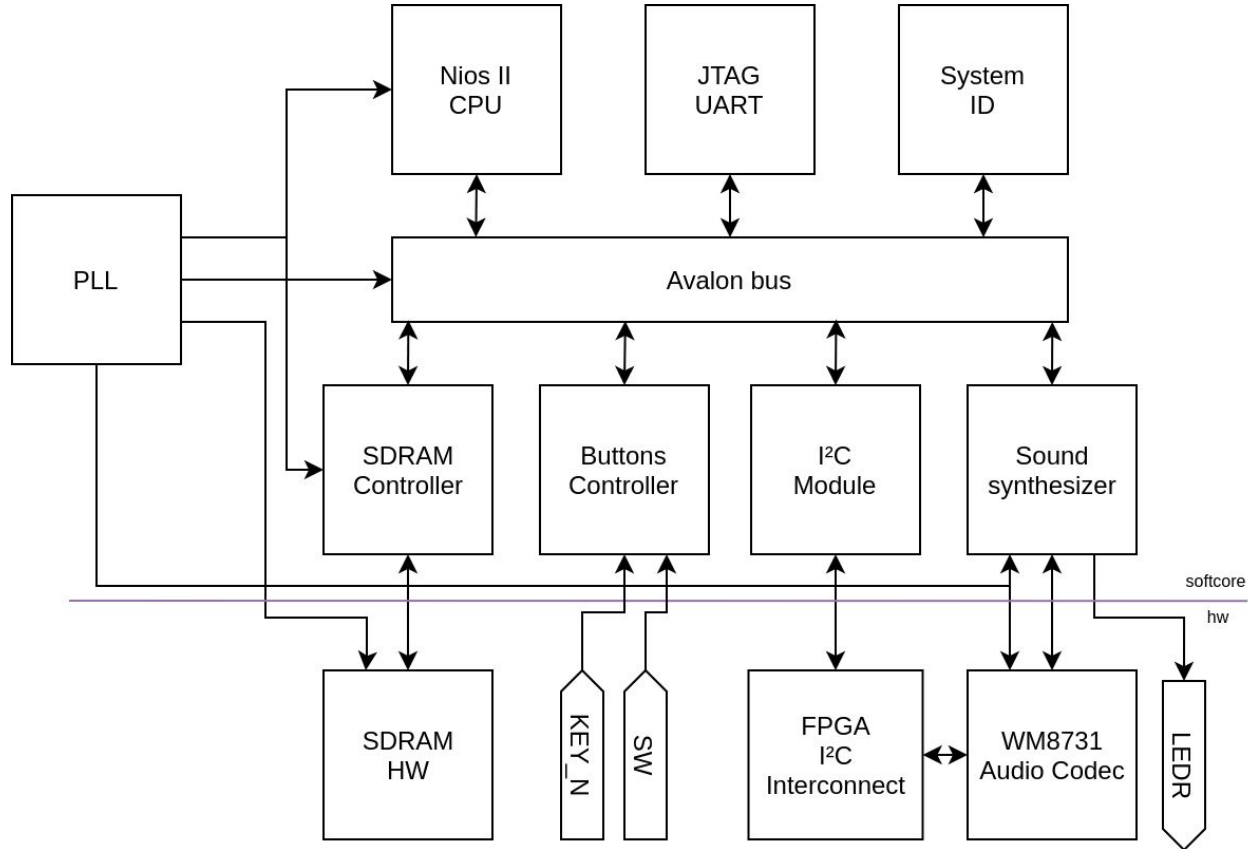 Nios II
CPU
JTAG
UART
System
ID
PLL
Avalon bus
SDRAM
Controller
Buttons
Controller
I²C
Module
Sound
synthesizer
softcore
hw
SDRAM
HW
KEY_N
SW
FPGA
I²C
Interconnect
WM8731
Audio Codec
LEDR